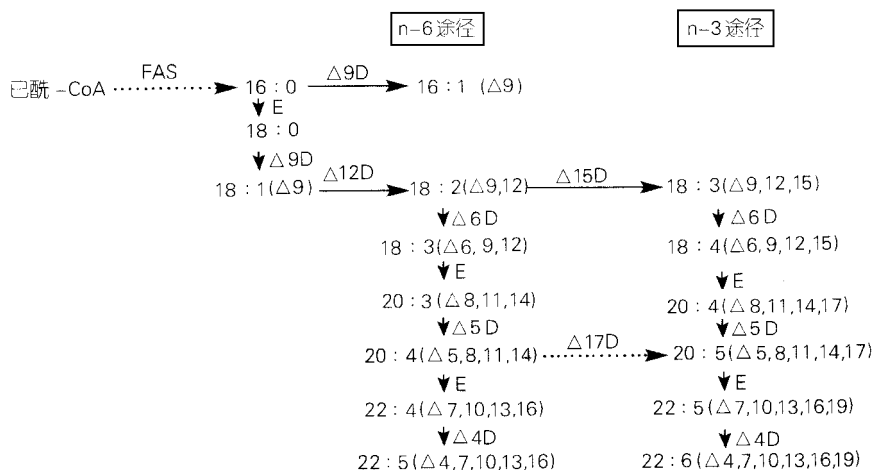 n-6途径 n-3途径
FAS △9D
已酰-CoA 16:0 16:1 (△9)
E
18:0
△9D
△12D △15D
18:1(△9) 18:2(△9,12) 18:3(△9,12,15)
△6D △6D
18:3(△6,9,12) 18:4(△6,9,12,15)
E E
20:3(△8,11,14) 20:4(△8,11,14,17)
△5D △5D
△17D
20:4(△5,8,11,14) 20:5(△5,8,11,14,17)
E E
22:4(△7,10,13,16) 22:5(△7,10,13,16,19)
△4D △4D
22:5(△4,7,10,13,16) 22:6(△4,7,10,13,16,19)